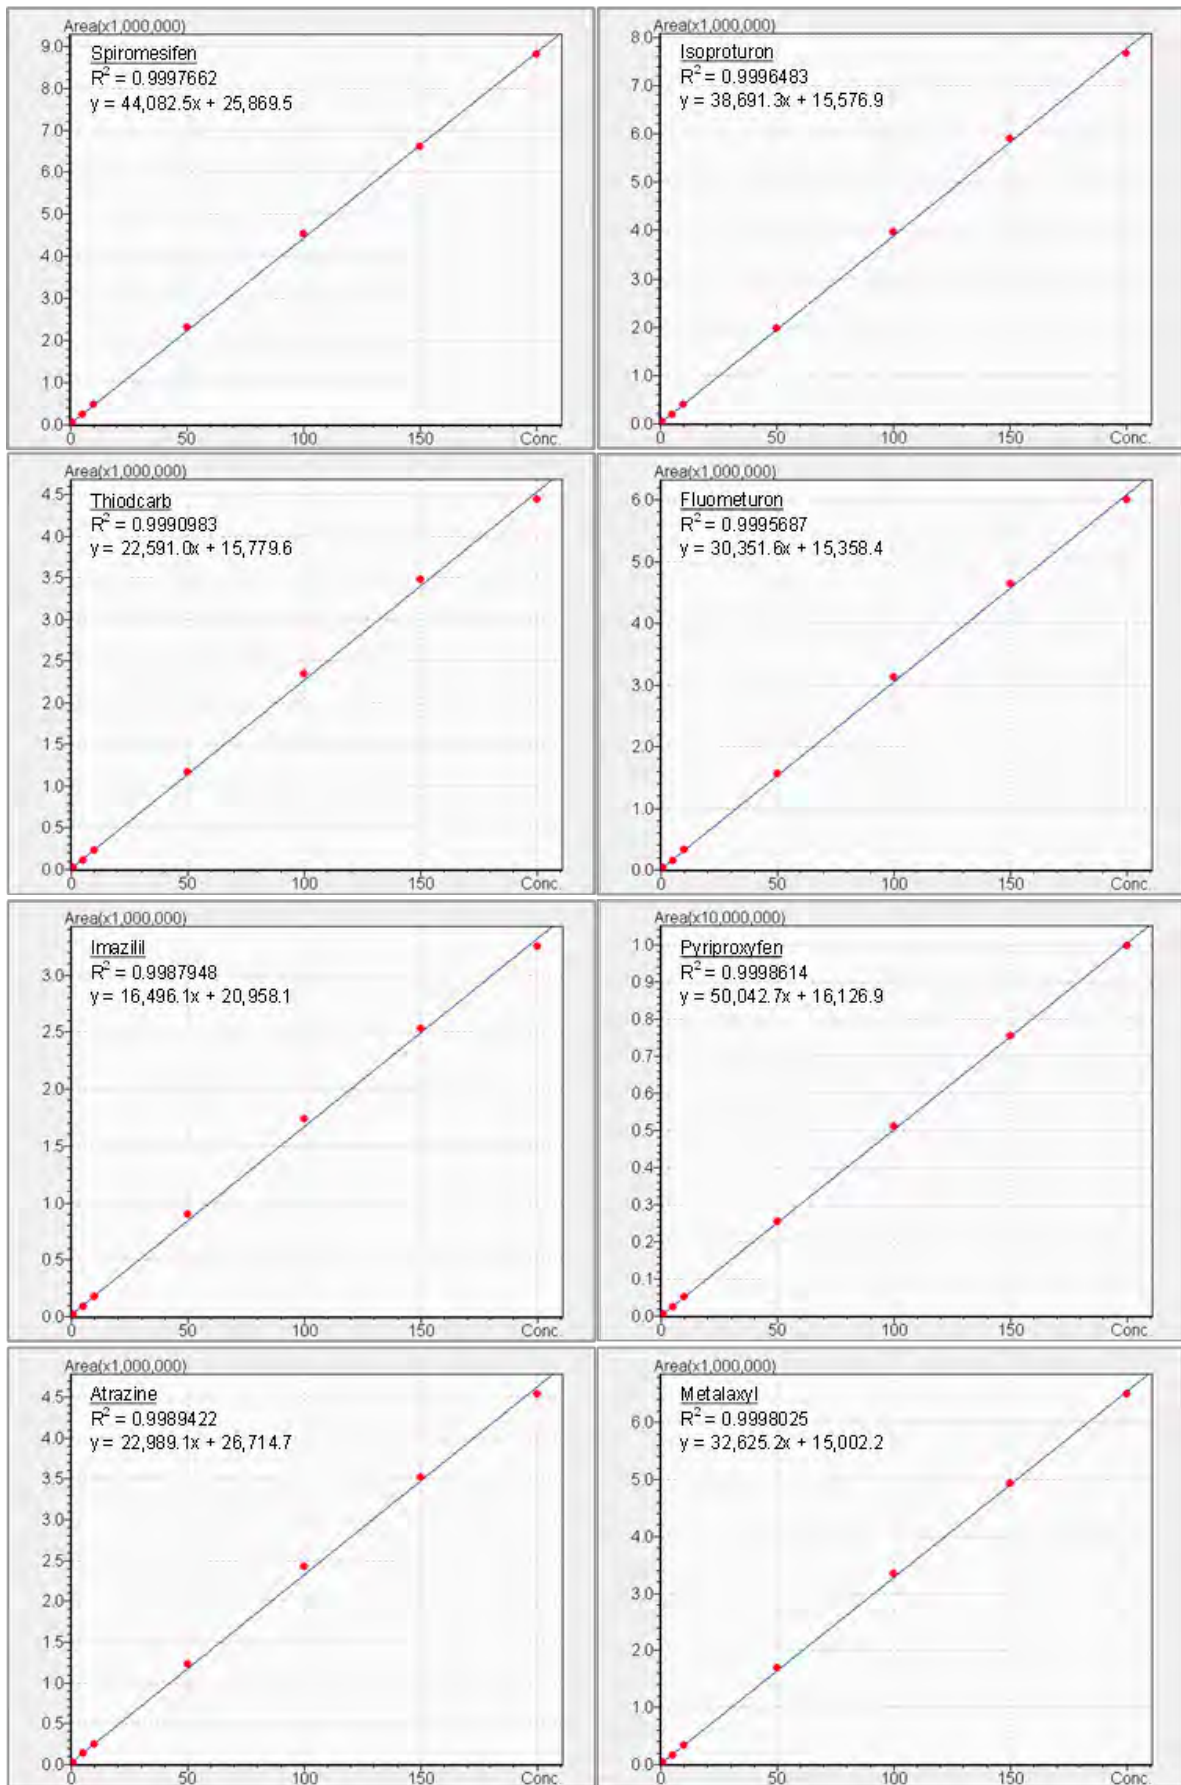 Area(x1,000,000)
Spiromesifen
R² = 0.9997662
y = 44,082.5x + 25,869.5
9.0
8.0
7.0
6.0
5.0
4.0
3.0
2.0
1.0
0.0
0 50 100 150 Conc.
Area(x1,000,000)
Isoproturon
R² = 0.9996483
y = 38,691.3x + 15,576.9
8.0
7.0
6.0
5.0
4.0
3.0
2.0
1.0
0.0
0 50 100 150 Conc.
Area(x1,000,000)
Thiodcarb
R² = 0.9990983
y = 22,591.0x + 15,779.6
4.5
4.0
3.5
3.0
2.5
2.0
1.5
1.0
0.5
0.0
0 50 100 150 Conc.
Area(x1,000,000)
Fluometuron
R² = 0.9995687
y = 30,351.6x + 15,358.4
6.0
5.0
4.0
3.0
2.0
1.0
0.0
0 50 100 150 Conc.
Area(x1,000,000)
Imazilil
R² = 0.9987948
y = 16,496.1x + 20,958.1
3.0
2.5
2.0
1.5
1.0
0.5
0.0
0 50 100 150 Conc.
Area(x10,000,000)
Pyriproxyfen
R² = 0.9998614
y = 50,042.7x + 16,126.9
1.0
0.9
0.8
0.7
0.6
0.5
0.4
0.3
0.2
0.1
0.0
0 50 100 150 Conc.
Area(x1,000,000)
Atrazine
R² = 0.9989422
y = 22,989.1x + 26,714.7
4.5
4.0
3.5
3.0
2.5
2.0
1.5
1.0
0.5
0.0
0 50 100 150 Conc.
Area(x1,000,000)
Metalaxyl
R² = 0.9998025
y = 32,625.2x + 15,002.2
6.0
5.0
4.0
3.0
2.0
1.0
0.0
0 50 100 150 Conc.